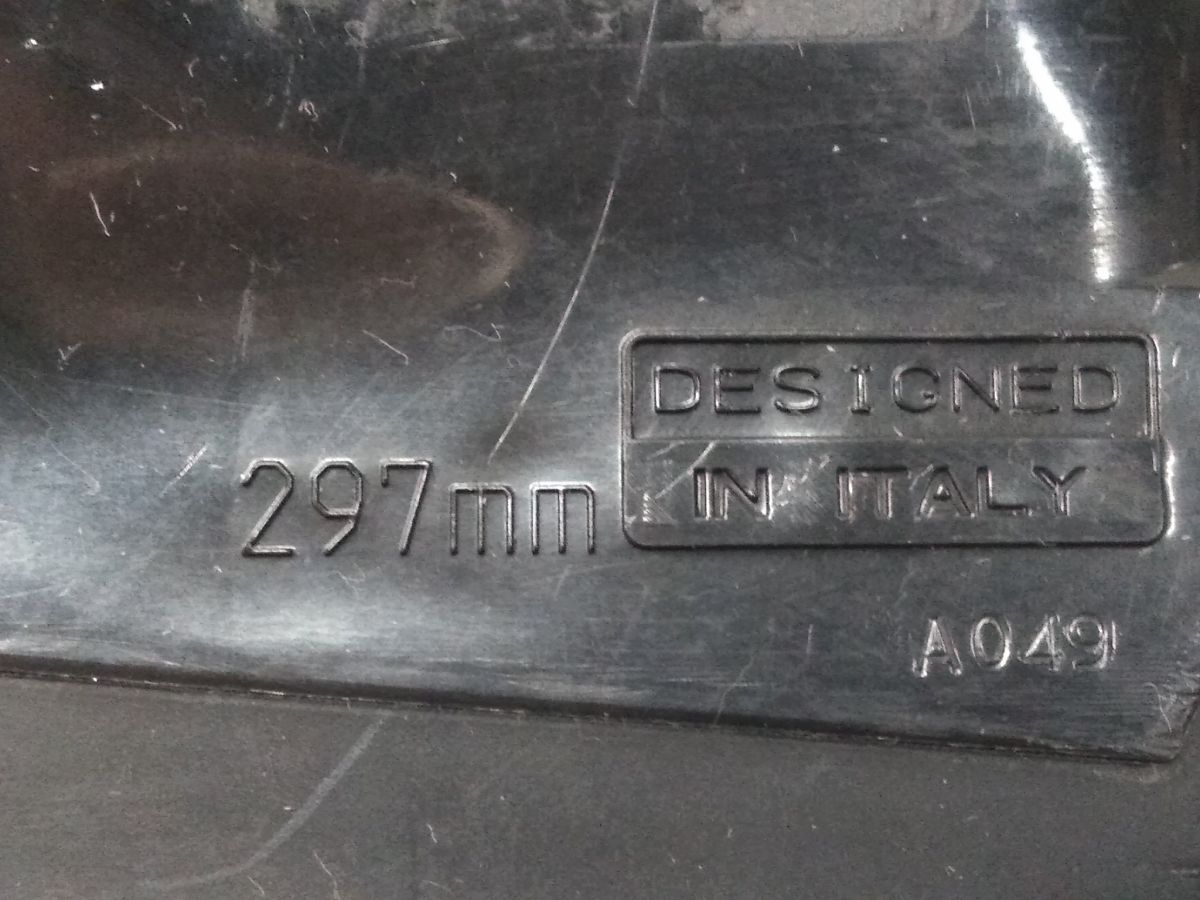 297mm
DESIGNED
IN ITALY
A049